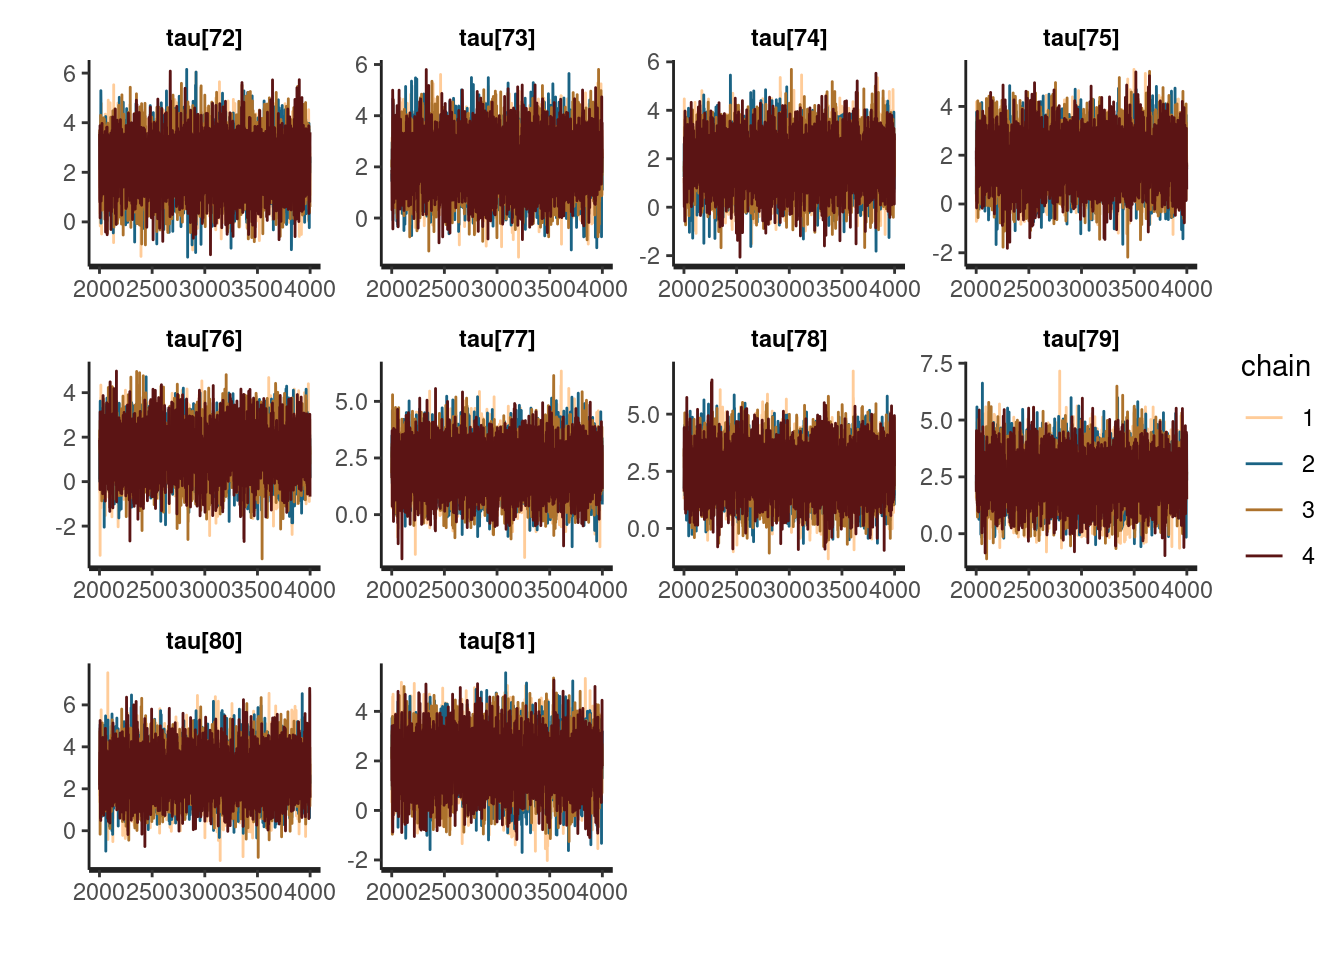 tau[72] tau[73] tau[74] tau[75]
6 4 2 0
6 4 2 0
6 4 2 0 -2
4 2 0 -2
2000 2500 3000 3500 4000 2000 2500 3000 3500 4000 2000 2500 3000 3500 4000 2000 2500 3000 3500 4000
tau[76] tau[77] tau[78] tau[79]
4 2 0 -2
5.0 2.5 0.0
5.0 2.5 0.0
7.5 5.0 2.5 0.0
2000 2500 3000 3500 4000 2000 2500 3000 3500 4000 2000 2500 3000 3500 4000 2000 2500 3000 3500 4000
tau[80] tau[81]
6 4 2 0
4 2 0 -2
2000 2500 3000 3500 4000 2000 2500 3000 3500 4000
chain
1
2
3
4